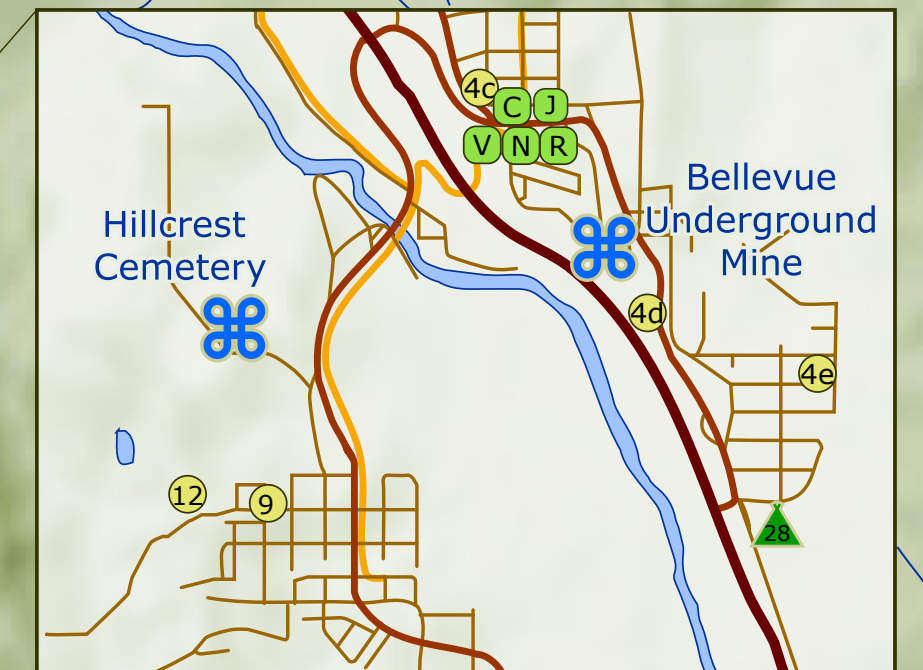 4c
C
J
V
N
R
Bellevue
Underground
Mine
Hillcrest
Cemetery
4d
4e
12
9
28